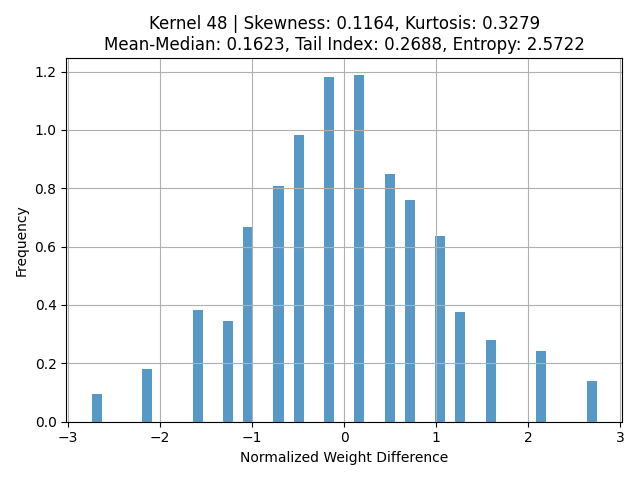 Kernel 48 | Skewness: 0.1164, Kurtosis: 0.3279
Mean-Median: 0.1623, Tail Index: 0.2688, Entropy: 2.5722
1.2
1.0
0.8
0.6
0.4
0.2
0.0
Frequency
−3 −2 −1 0 1 2 3
Normalized Weight Difference